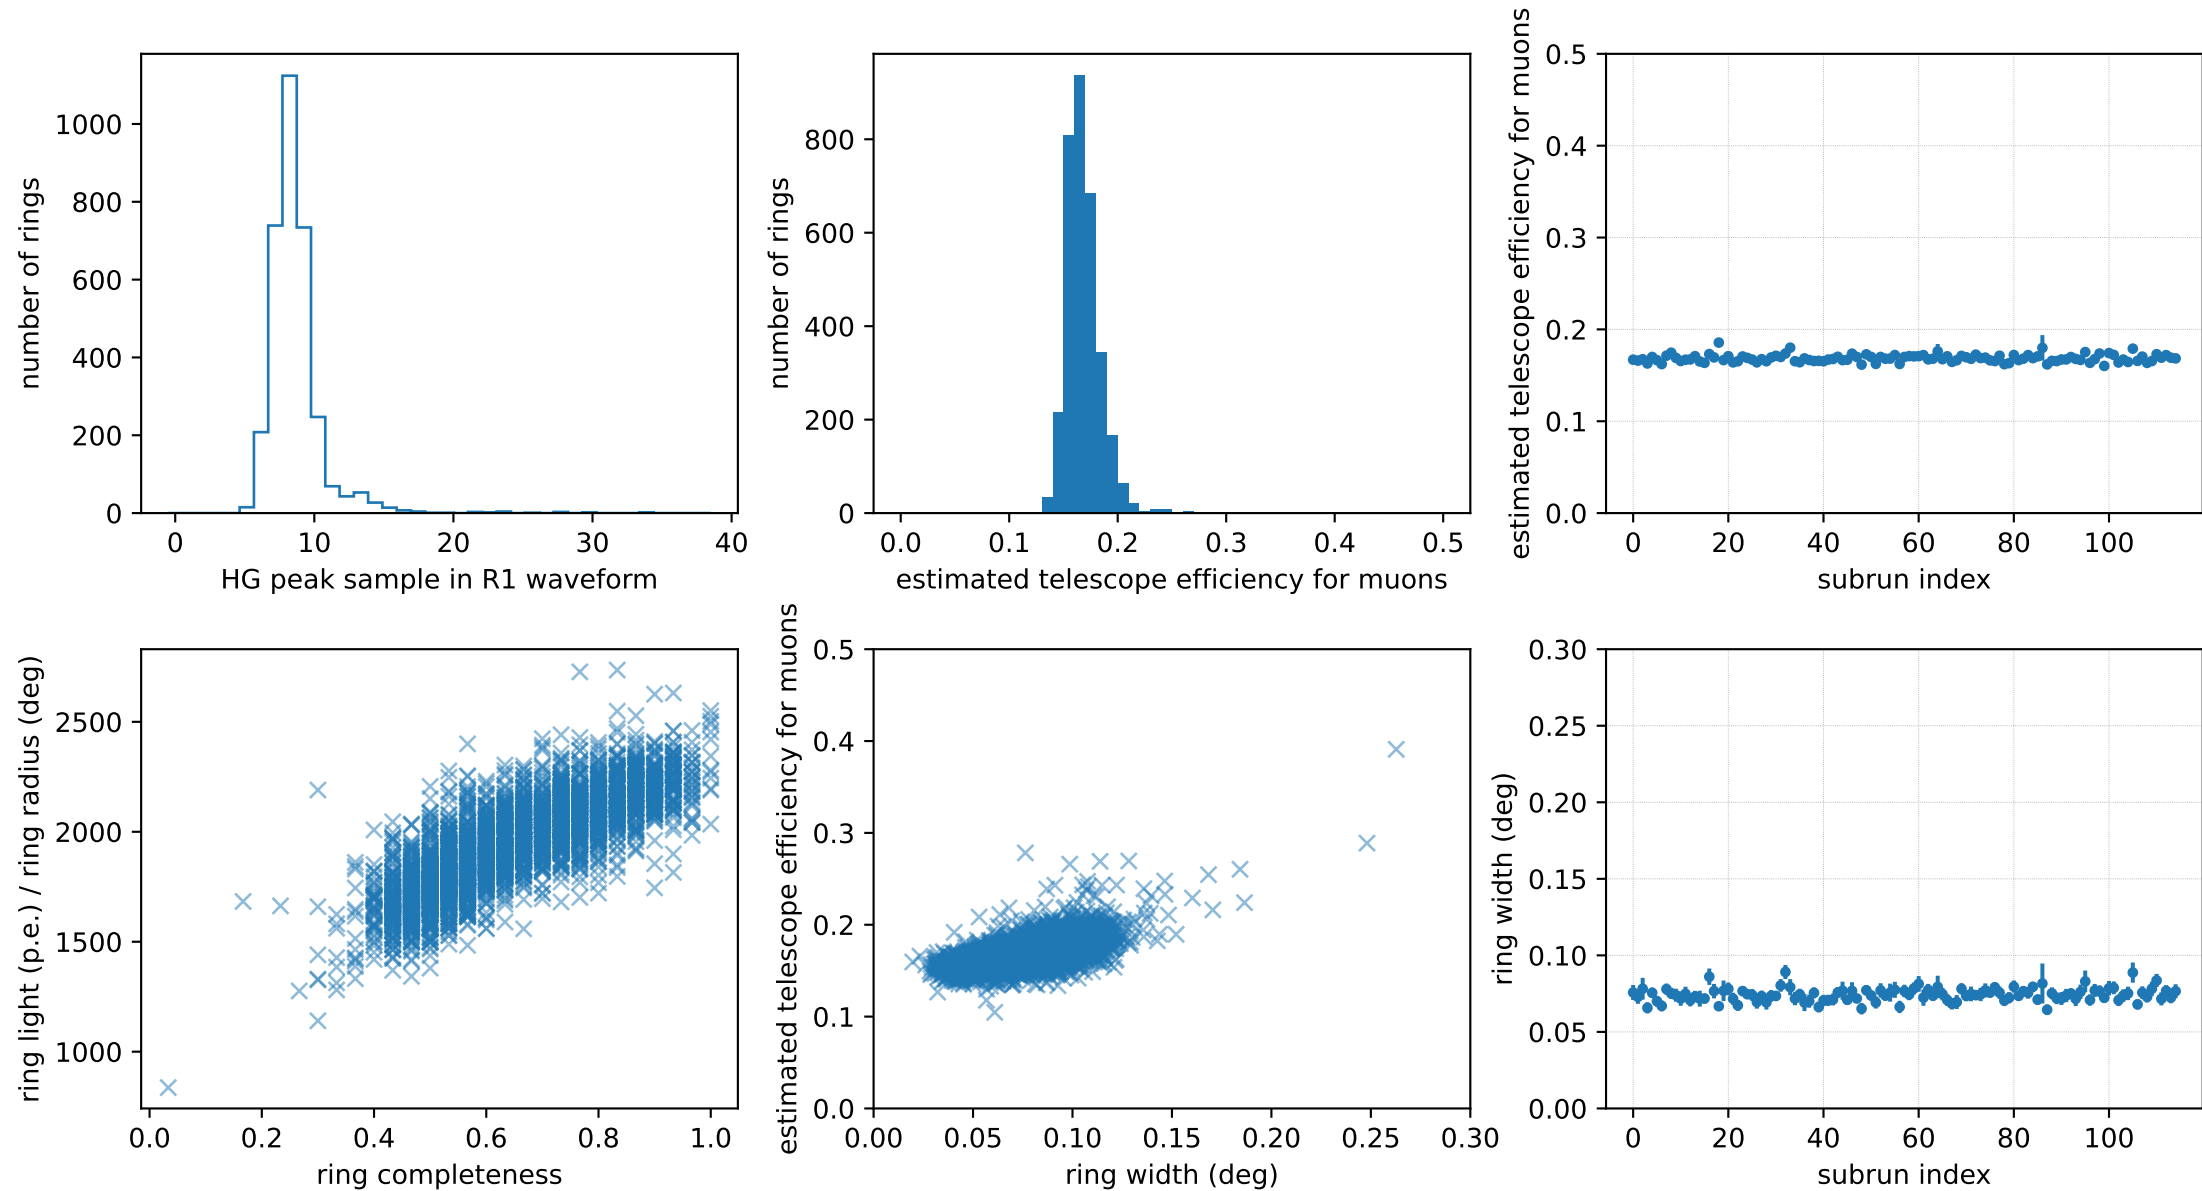 number of rings
1000
800
600
400
200
0
0 10 20 30 40
HG peak sample in R1 waveform
number of rings
800
600
400
200
0
0.0 0.1 0.2 0.3 0.4 0.5
estimated telescope efficiency for muons
estimated telescope efficiency for muons
0.5
0.4
0.3
0.2
0.1
0.0
0 20 40 60 80 100
subrun index
ring light (p.e.) / ring radius (deg)
2500
2000
1500
1000
0.0 0.2 0.4 0.6 0.8 1.0
ring completeness
estimated telescope efficiency for muons
0.5
0.4
0.3
0.2
0.1
0.0
0.00 0.05 0.10 0.15 0.20 0.25 0.30
ring width (deg)
ring width (deg)
0.30
0.25
0.20
0.15
0.10
0.05
0.00
0 20 40 60 80 100
subrun index